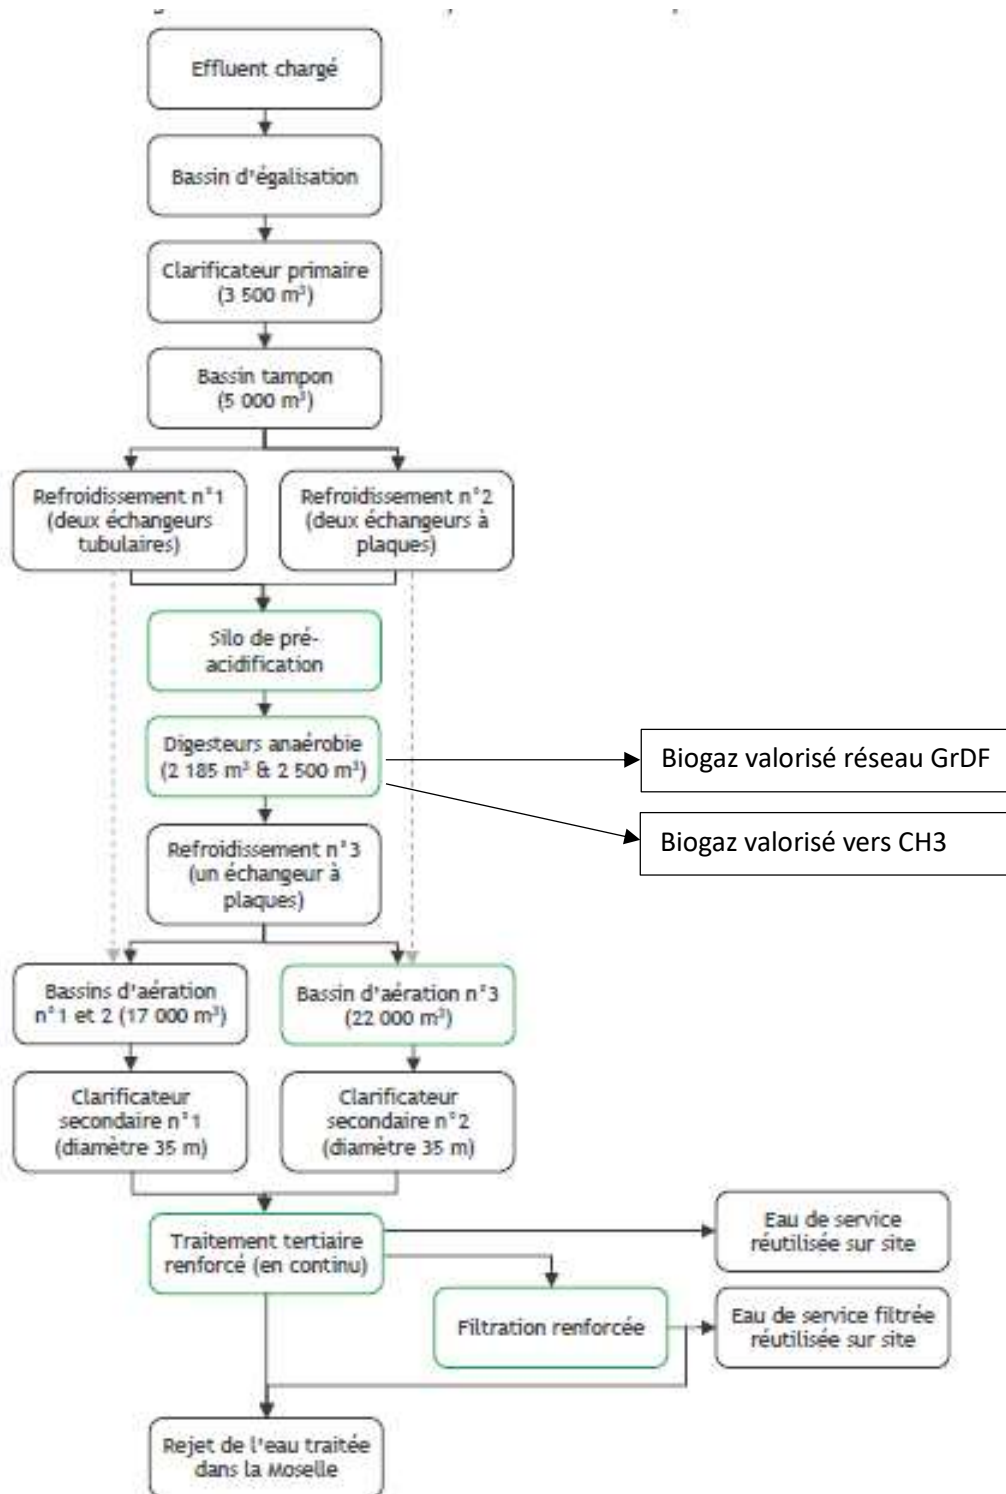 Effluent chargé
Bassin d'égalisation
Clarificateur primaire
(3 500 m³)
Bassin tampon
(5 000 m³)
Refroidissement n°1
(deux échangeurs
tubulaires)
Refroidissement n°2
(deux échangeurs à
plaques)
Silo de pré-
acidification
Digesteurs anaérobie
(2 185 m³ & 2 500 m³)
Biogaz valorisé réseau GrDF
Biogaz valorisé vers CH3
Refroidissement n°3
(un échangeur à
plaques)
Bassins d'aération
n°1 et 2 (17 000 m³)
Bassin d'aération n°3
(22 000 m³)
Clarificateur
secondaire n°1
(diamètre 35 m)
Clarificateur
secondaire n°2
(diamètre 35 m)
Traitement tertiaire
renforcé (en continu)
Eau de service
réutilisée sur site
Filtration renforcée
Eau de service filtrée
réutilisée sur site
Rejet de l'eau traitée
dans la Moselle